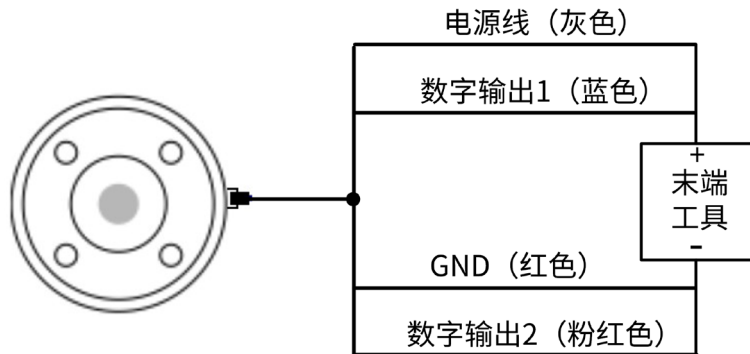 电源线（灰色）
数字输出1（蓝色）
+
末端
工具
-
GND（红色）
数字输出2（粉红色）